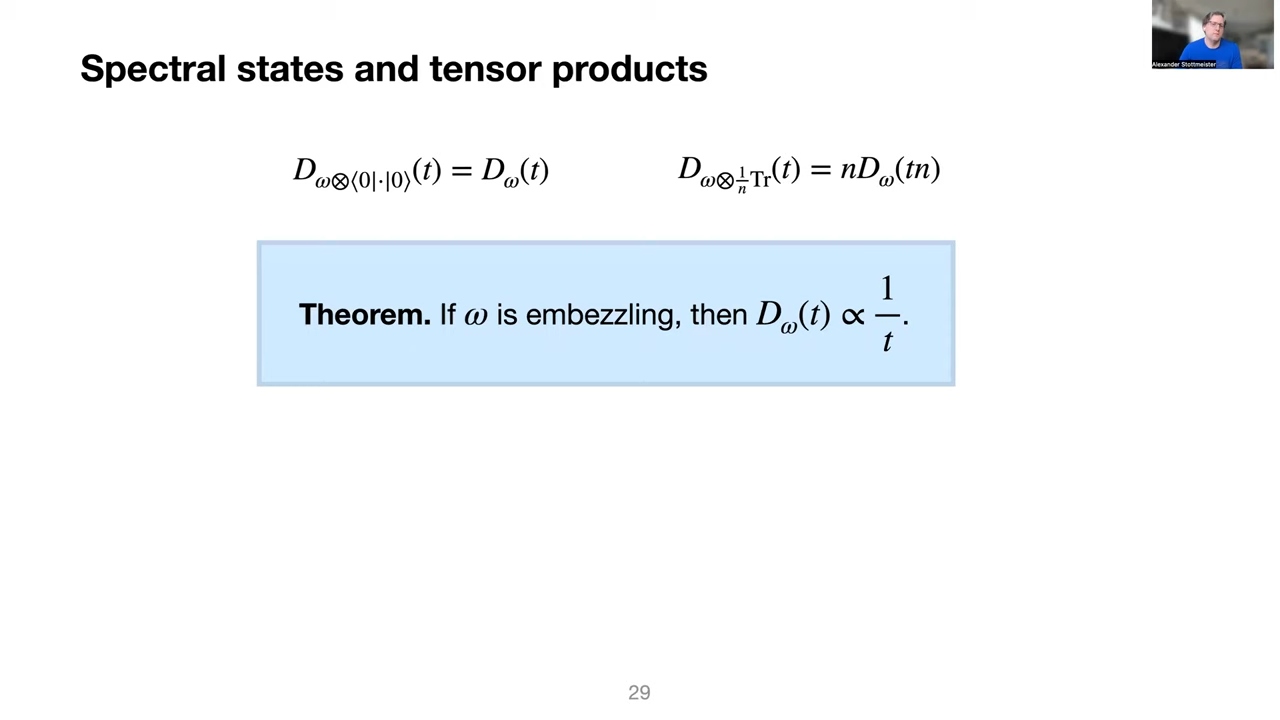 Spectral states and tensor products
Alexander Stottmeister
D_{ω⊗⟨0|·|0⟩}(t) = D_ω(t)
D_{ω⊗\frac{1}{n}Tr}(t) = nD_ω(tn)
Theorem. If ω is embezzling, then D_ω(t) ∝ \frac{1}{t}.
29